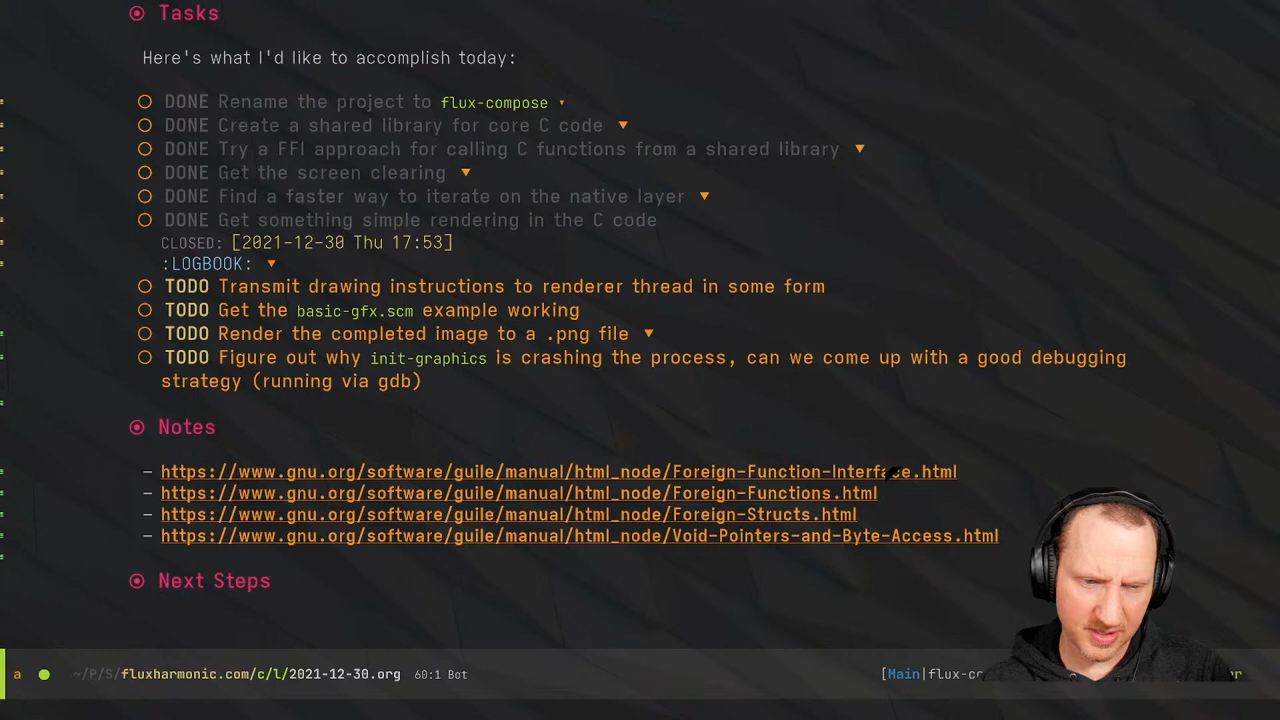 Tasks
Here's what I'd like to accomplish today:
DONE Rename the project to flux-compose
DONE Create a shared library for core C code
DONE Try a FFI approach for calling C functions from a shared library
DONE Get the screen clearing
DONE Find a faster way to iterate on the native layer
DONE Get something simple rendering in the C code
CLOSED: [2021-12-30 Thu 17:53]
:LOGBOOK:
TODO Transmit drawing instructions to renderer thread in some form
TODO Get the basic-gfx.scm example working
TODO Render the completed image to a .png file
TODO Figure out why init-graphics is crashing the process, can we come up with a good debugging
strategy (running via gdb)
Notes
– https://www.gnu.org/software/guile/manual/html_node/Foreign-Function-Interface.html
– https://www.gnu.org/software/guile/manual/html_node/Foreign-Functions.html
– https://www.gnu.org/software/guile/manual/html_node/Foreign-Structs.html
– https://www.gnu.org/software/guile/manual/html_node/Void-Pointers-and-Byte-Access.html
Next Steps
a ~/P/S/fluxharmonic.com/c/l/2021-12-30.org 60:1 Bot [Main|flux-co